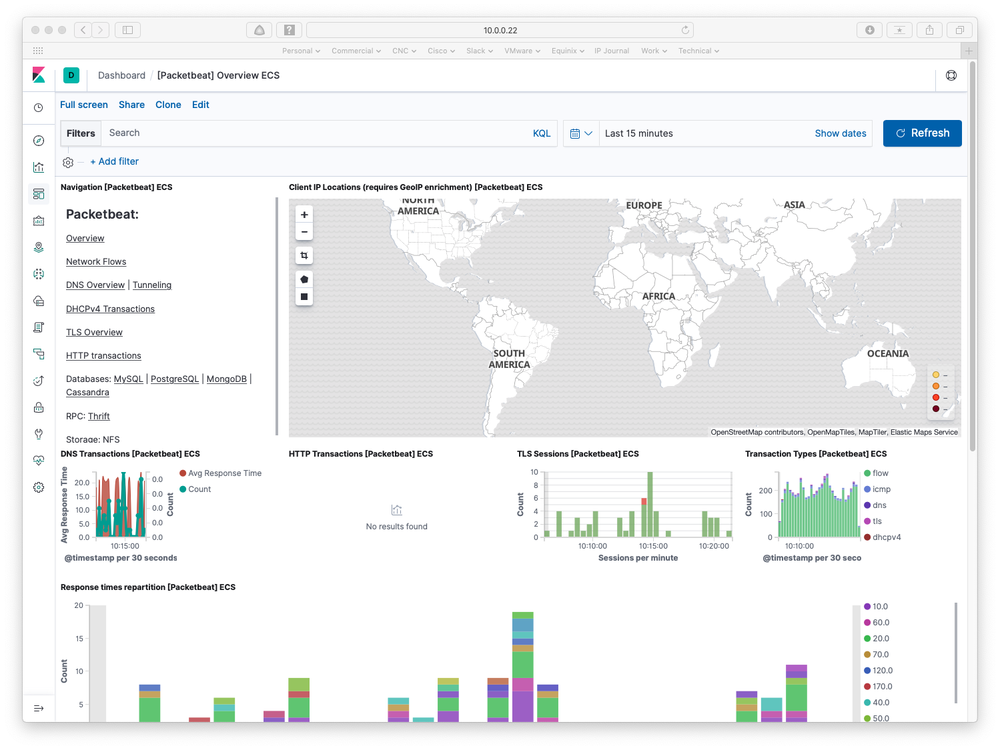 10.0.0.22
Personal Commercial CNC Cisco Slack VMware Equinix IP Journal Work Technical
D Dashboard / [Packetbeat] Overview ECS
Full screen Share Clone Edit
Filters Search KQL Last 15 minutes Show dates Refresh
+ Add filter
Navigation [Packetbeat] ECS
Packetbeat:
Overview
Network Flows
DNS Overview | Tunneling
DHCPv4 Transactions
TLS Overview
HTTP transactions
Databases: MySQL | PostgreSQL | MongoDB |
Cassandra
RPC: Thrift
Storage: NFS
Client IP Locations (requires GeoIP enrichment) [Packetbeat] ECS
+
−
NORTH
AMERICA
EUROPE
ASIA
AFRICA
SOUTH
AMERICA
OCEANIA
–
–
–
–
OpenStreetMap contributors, OpenMapTiles, MapTiler, Elastic Maps Service
DNS Transactions [Packetbeat] ECS
Avg Response Time
20.0
15.0
10.0
5.0
0.0
0.0
0.0
0.0
0.0
0.0
Count
10:15:00
@timestamp per 30 seconds
Avg Response Time
Count
HTTP Transactions [Packetbeat] ECS
No results found
TLS Sessions [Packetbeat] ECS
Count
10
8
6
4
2
0
10:10:00 10:15:00 10:20:00
Sessions per minute
Transaction Types [Packetbeat] ECS
Count
200
100
0
10:10:00
@timestamp per 30 seco
flow
icmp
dns
tls
dhcpv4
Response times repartition [Packetbeat] ECS
Count
20
15
10
5
10.0
60.0
20.0
70.0
120.0
170.0
40.0
50.0